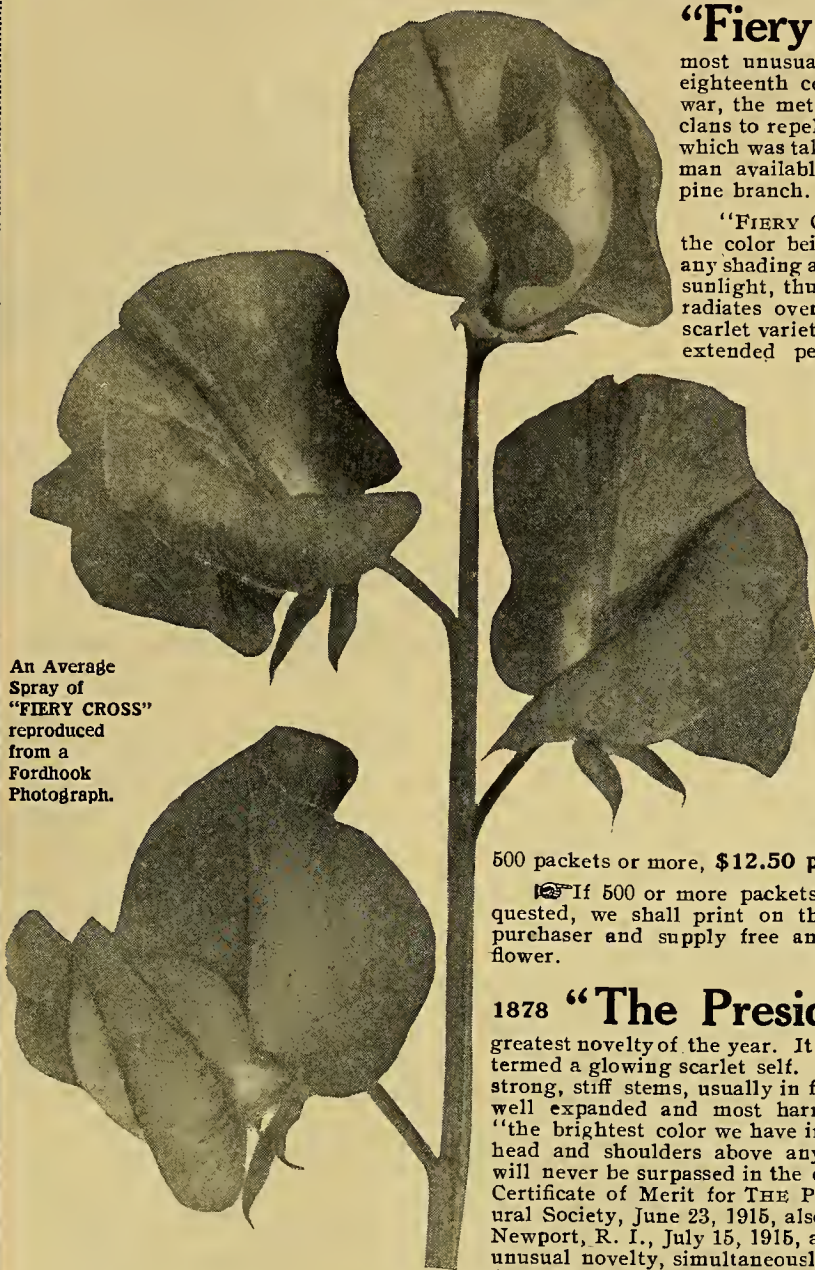 “Fiery
most unusua
eighteenth ce
war, the met
clans to repel
which was tak
man availabl
pine branch.
“FIERY C
the color bei
any shading a
sunlight, thu
radiates over
scarlet variet
extended pe
An Average
Spray of
“FIERY CROSS”
reproduced
from a
Fordhook
Photograph.
500 packets or more, $12.50 p
☞If 500 or more packets
quested, we shall print on th
purchaser and supply free an
flower.
1878 “The Presid
greatest novelty of the year. It
termed a glowing scarlet self.
strong, stiff stems, usually in f
well expanded and most harm
“the brightest color we have in
head and shoulders above any
will never be surpassed in the c
Certificate of Merit for THE P
ural Society, June 23, 1915, also
Newport, R. I., July 15, 1915, a
unusual novelty, simultaneousl